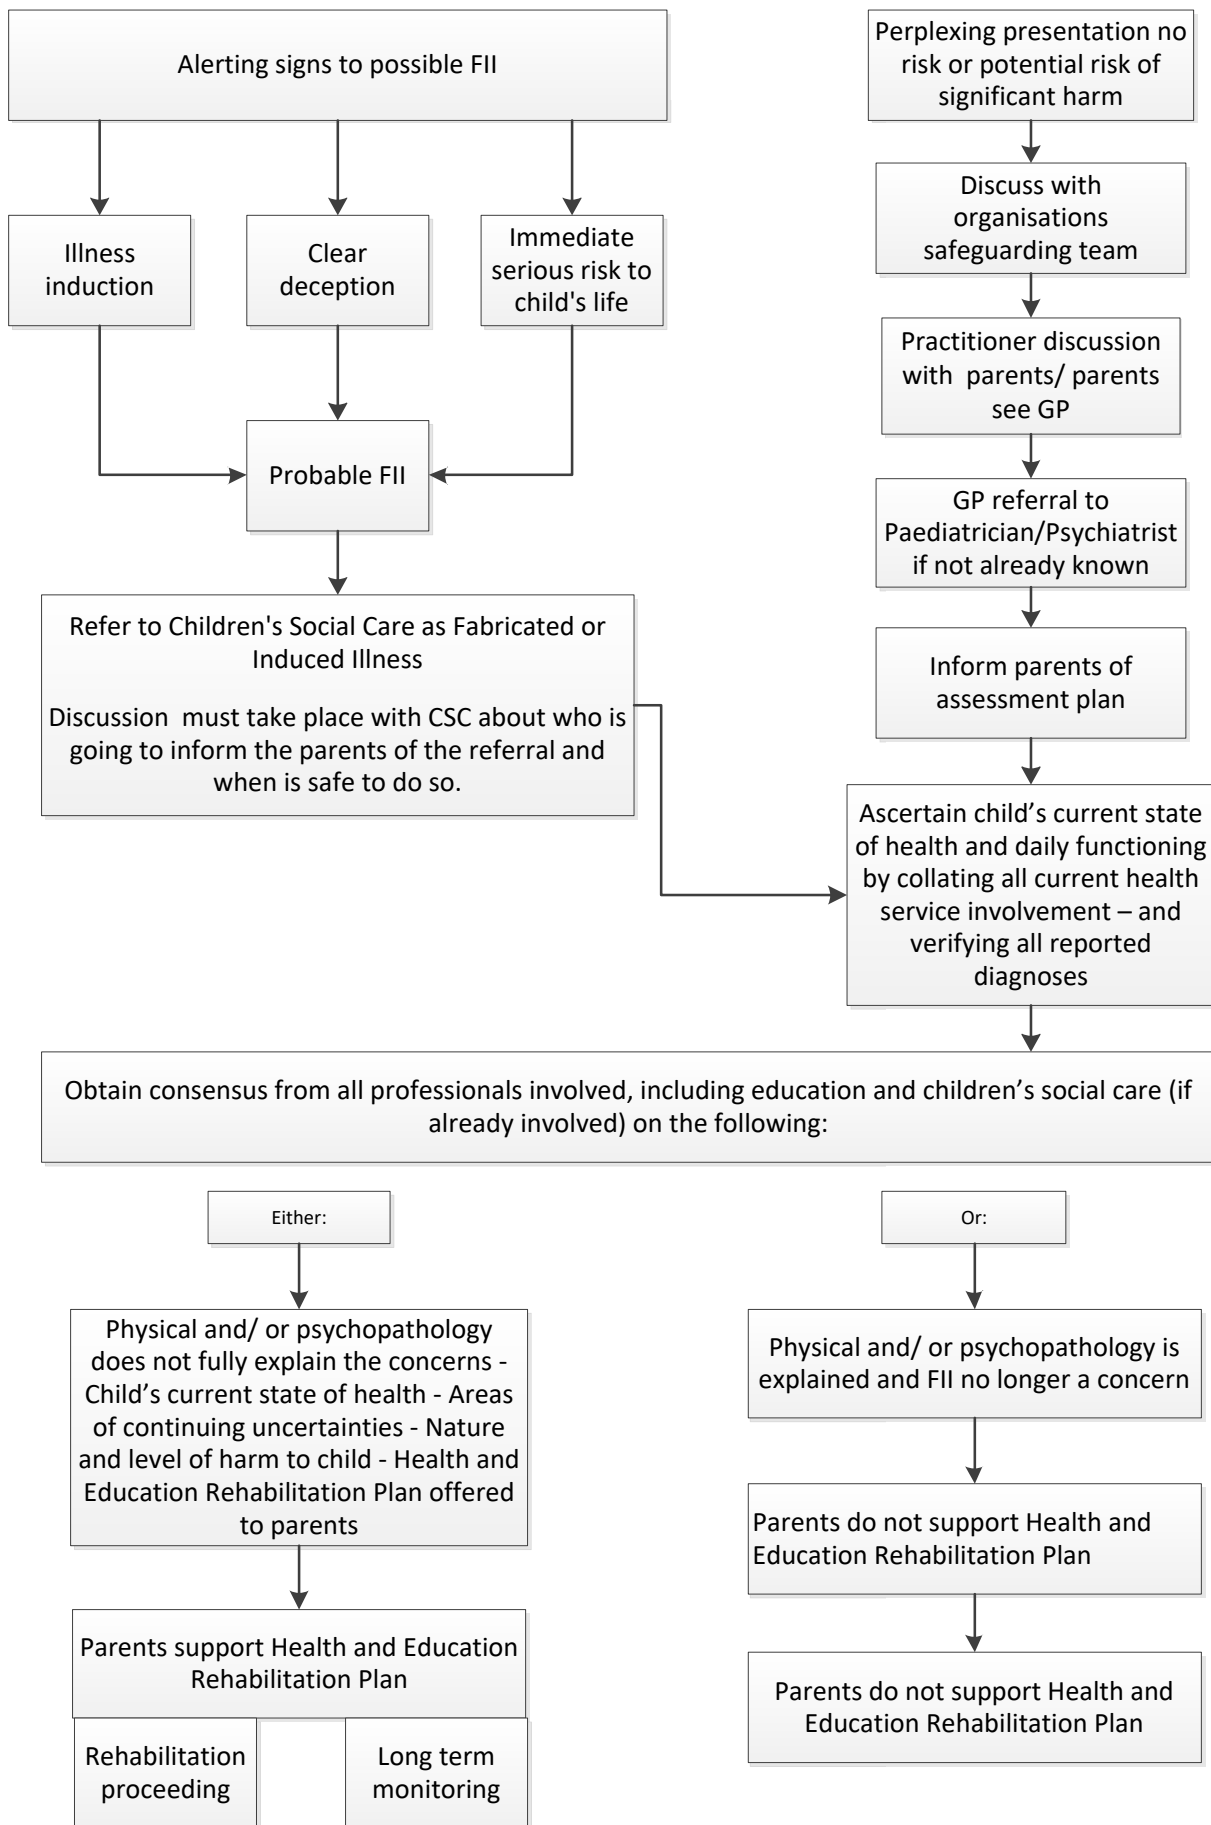 Alerting signs to possible FII
Illness
induction
Clear
deception
Immediate
serious risk to
child's life
Probable FII
Refer to Children's Social Care as Fabricated or
Induced Illness
Discussion  must take place with CSC about who is
going to inform the parents of the referral and
when is safe to do so.
Perplexing presentation no
risk or potential risk of
significant harm
Discuss with
organisations
safeguarding team
Practitioner discussion
with  parents/ parents
see GP
GP referral to
Paediatrician/Psychiatrist
if not already known
Inform parents of
assessment plan
Ascertain child’s current state
of health and daily functioning
by collating all current health
service involvement – and
verifying all reported
diagnoses
Obtain consensus from all professionals involved, including education and children’s social care (if
already involved) on the following:
Either:
Physical and/ or psychopathology
does not fully explain the concerns -
Child’s current state of health - Areas
of continuing uncertainties - Nature
and level of harm to child - Health and
Education Rehabilitation Plan offered
to parents
Parents support Health and Education
Rehabilitation Plan
Rehabilitation
proceeding
Long term
monitoring
Or:
Physical and/ or psychopathology is
explained and FII no longer a concern
Parents do not support Health and
Education Rehabilitation Plan
Parents do not support Health and
Education Rehabilitation Plan